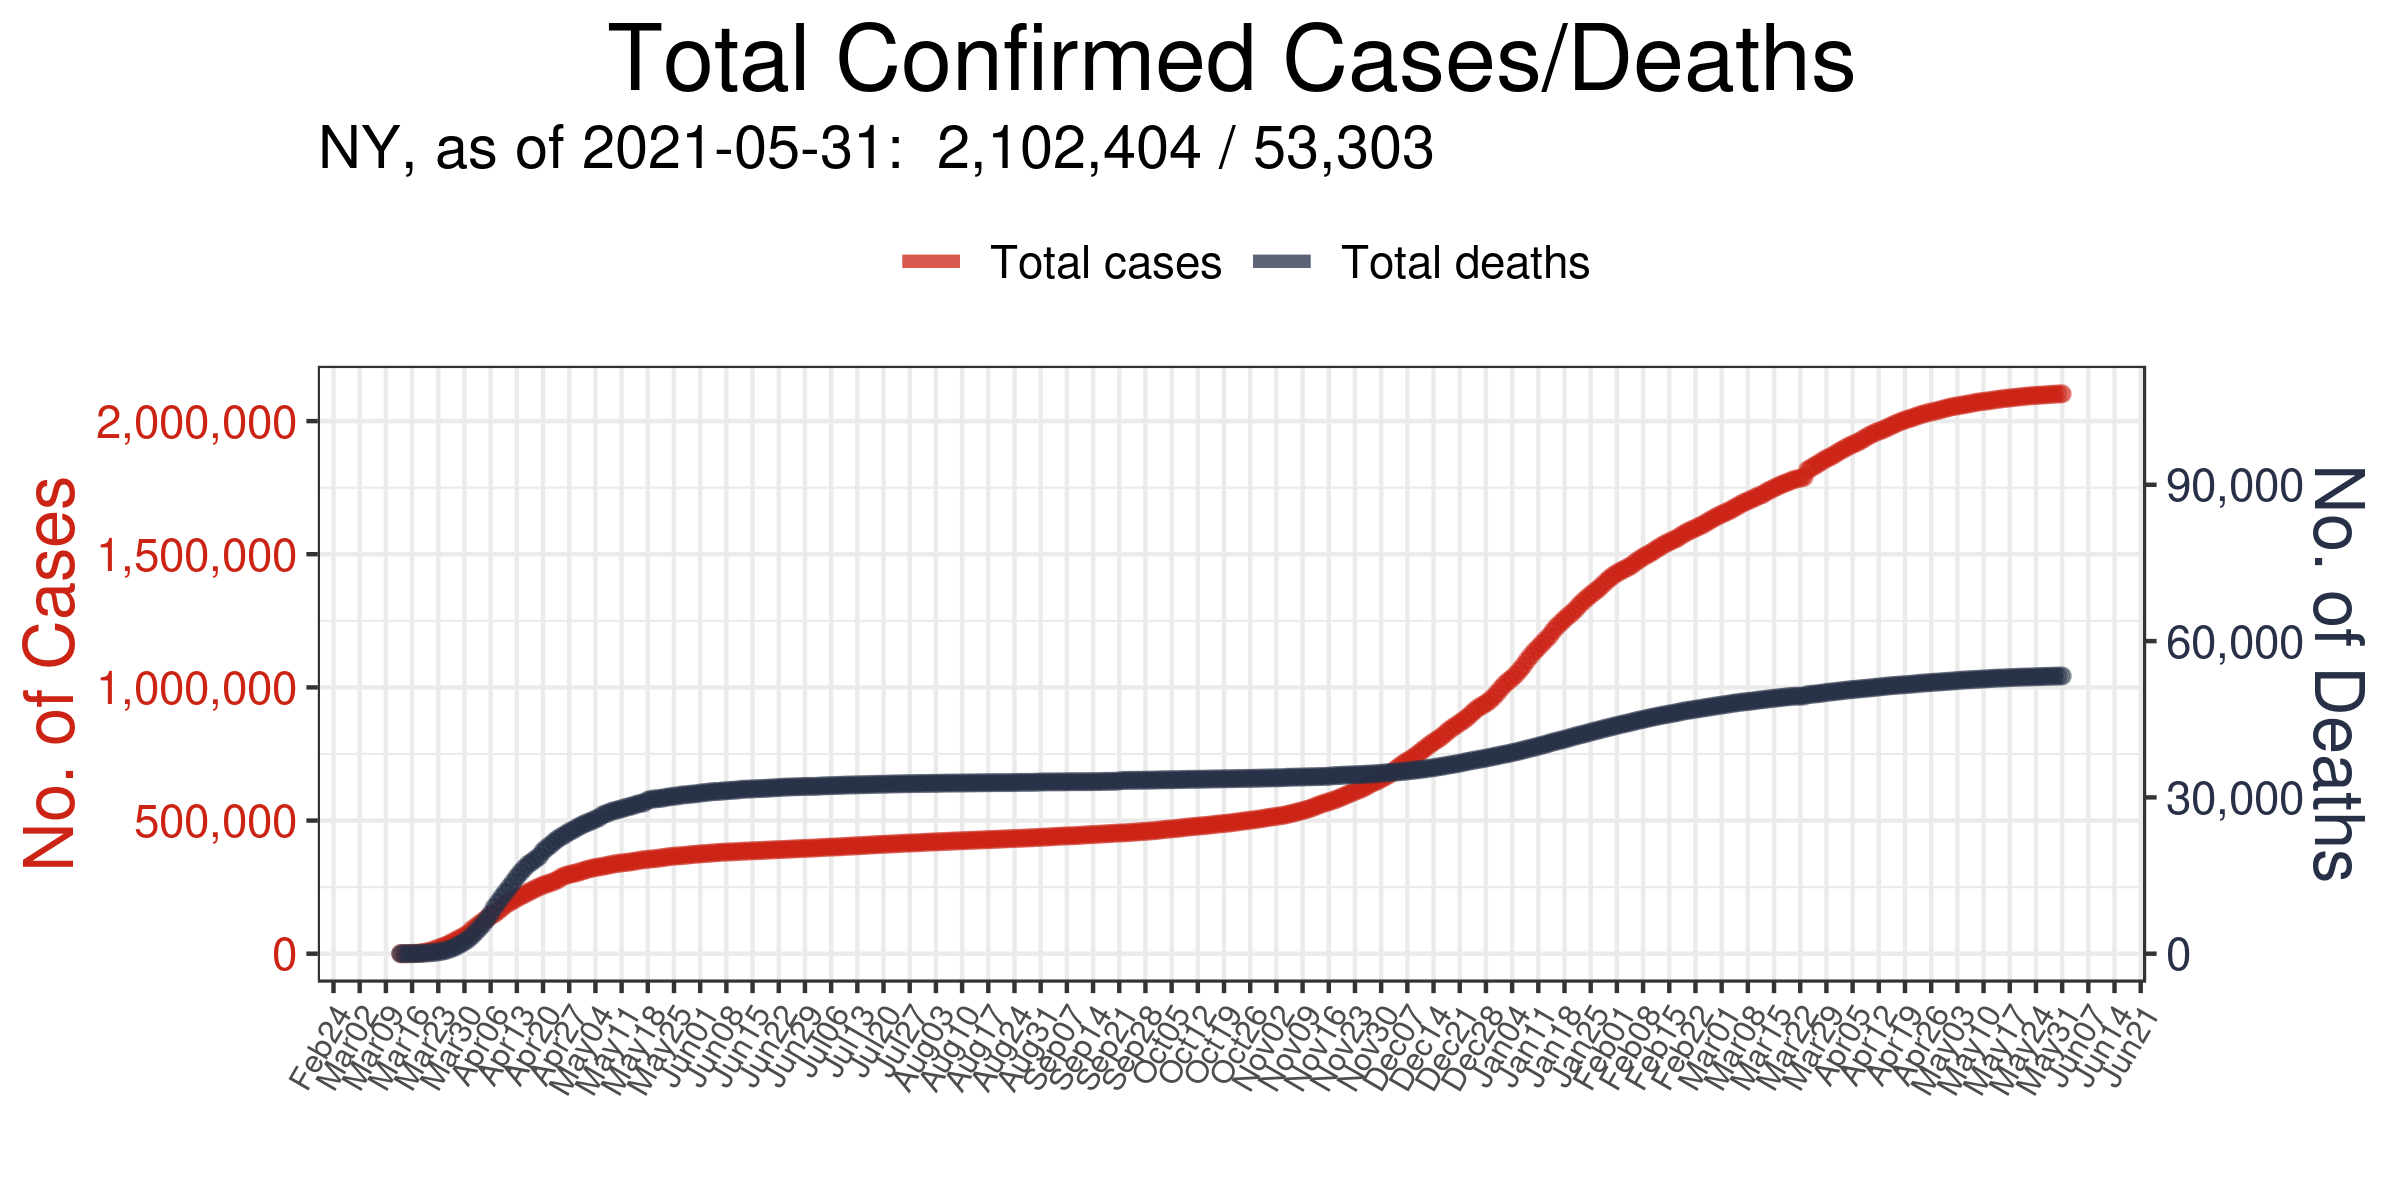 Total Confirmed Cases/Deaths
NY, as of 2021-05-31:  2,102,404 / 53,303
Total cases
Total deaths
No. of Cases
2,000,000
1,500,000
1,000,000
500,000
0
No. of Deaths
90,000
60,000
30,000
0
Feb24
Mar02
Mar09
Mar16
Mar23
Mar30
Apr06
Apr13
Apr20
Apr27
May04
May11
May18
May25
Jun01
Jun08
Jun15
Jun22
Jun29
Jul06
Jul13
Jul20
Jul27
Aug03
Aug10
Aug17
Aug24
Aug31
Sep07
Sep14
Sep21
Sep28
Oct05
Oct12
Oct19
Oct26
Nov02
Nov09
Nov16
Nov23
Nov30
Dec07
Dec14
Dec21
Dec28
Jan04
Jan11
Jan18
Jan25
Feb01
Feb08
Feb15
Feb22
Mar01
Mar08
Mar15
Mar22
Mar29
Apr05
Apr12
Apr19
Apr26
May03
May10
May17
May24
May31
Jun07
Jun14
Jun21